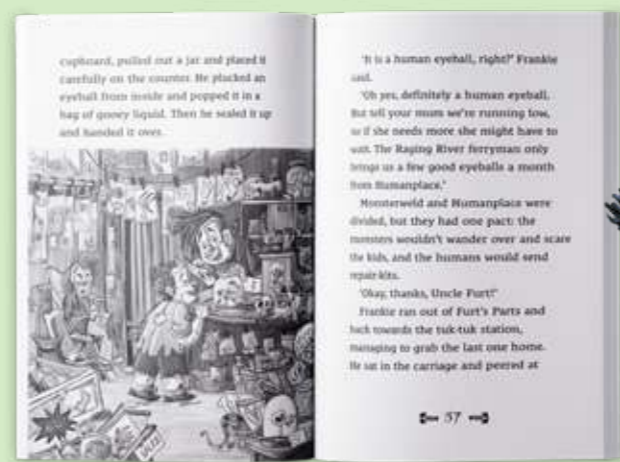 cupboard, pulled out a jar and placed it
carefully on the counter. He plucked an
eyeball from inside and popped it in a
bag of gooey liquid. Then he sealed it up
and handed it over.
'It is a human eyeball, right?' Frankie
said.
'Oh yes, definitely a human eyeball.
But tell your mum we're running low,
so if she needs more she might have to
wait. The Raging River ferryman only
brings us a few good eyeballs a month
from Humanplace.'
Monsterweld and Humanplace were
divided, but they had one pact: the
monsters wouldn't wander over and scare
the kids, and the humans would send
repair kits.
'Okay, thanks, Uncle Furt!'
Frankie ran out of Furt's Parts and
back towards the tuk-tuk station,
managing to grab the last one home.
He sat in the carriage and peered at
57